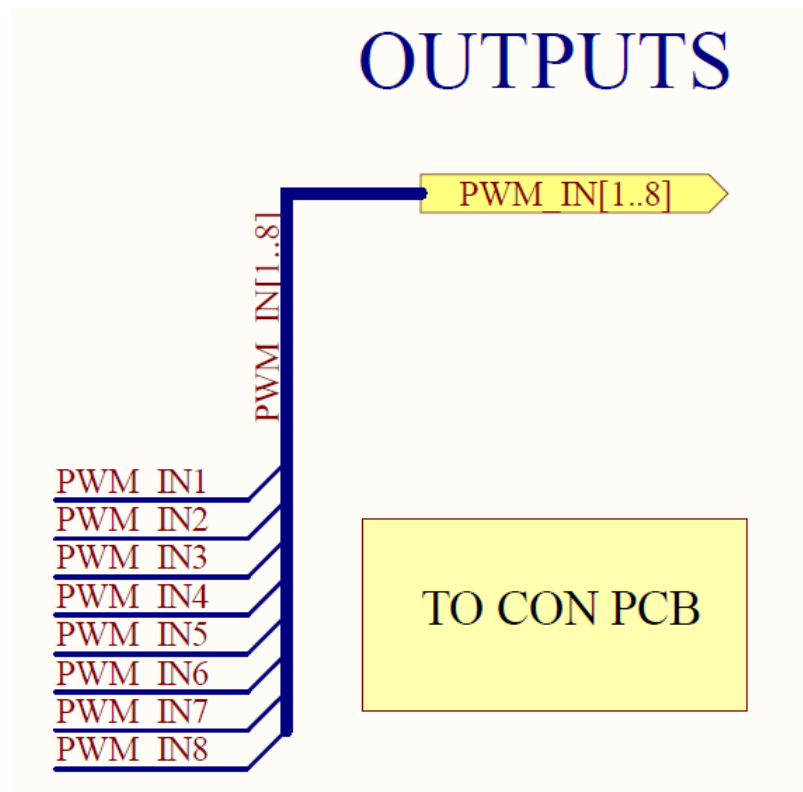 OUTPUTS
PWM_IN[1..8]
PWM_IN[1..8]
PWM_IN1
PWM_IN2
PWM_IN3
PWM_IN4
PWM_IN5
PWM_IN6
PWM_IN7
PWM_IN8
TO CON PCB